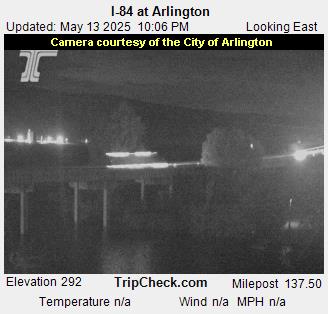 I-84 at Arlington
Updated: May 13 2025 10:06 PM Looking East
Camera courtesy of the City of Arlington
Elevation 292 TripCheck.com Milepost 137.50
Temperature n/a Wind n/a MPH n/a